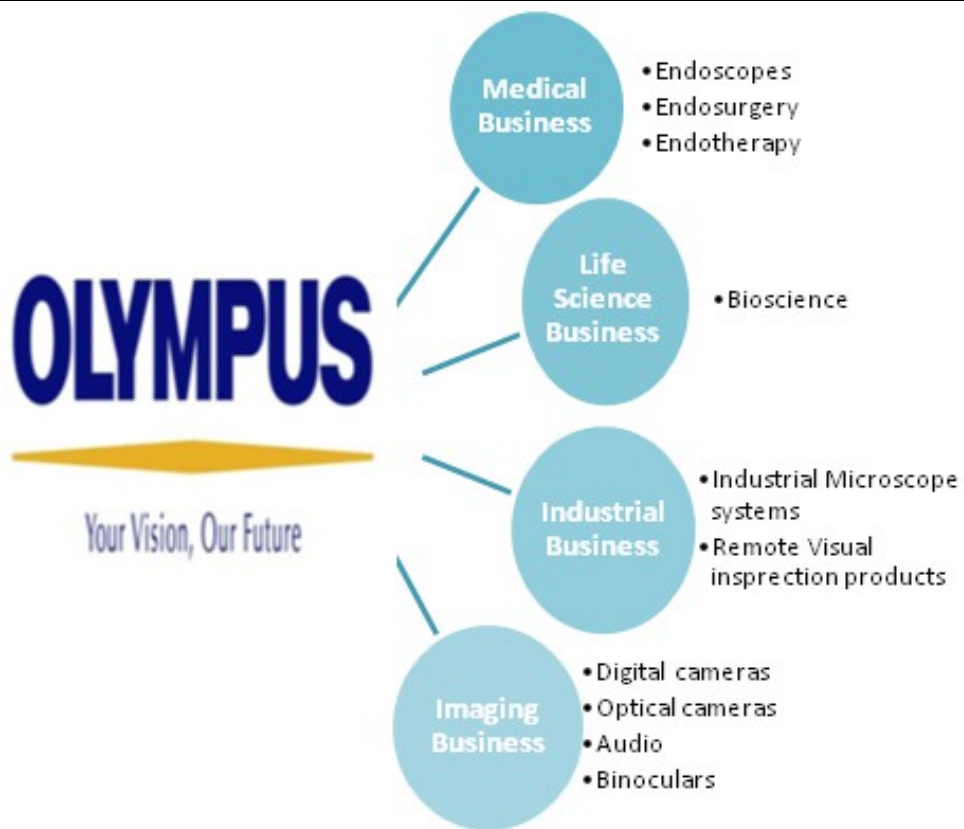 OLYMPUS
Your Vision, Our Future
Medical
Business
• Endoscopes
• Endosurgery
• Endotherapy
Life
Science
Business
• Bioscience
Industrial
Business
• Industrial Microscope
systems
• Remote Visual
insprection products
Imaging
Business
• Digital cameras
• Optical cameras
• Audio
• Binoculars